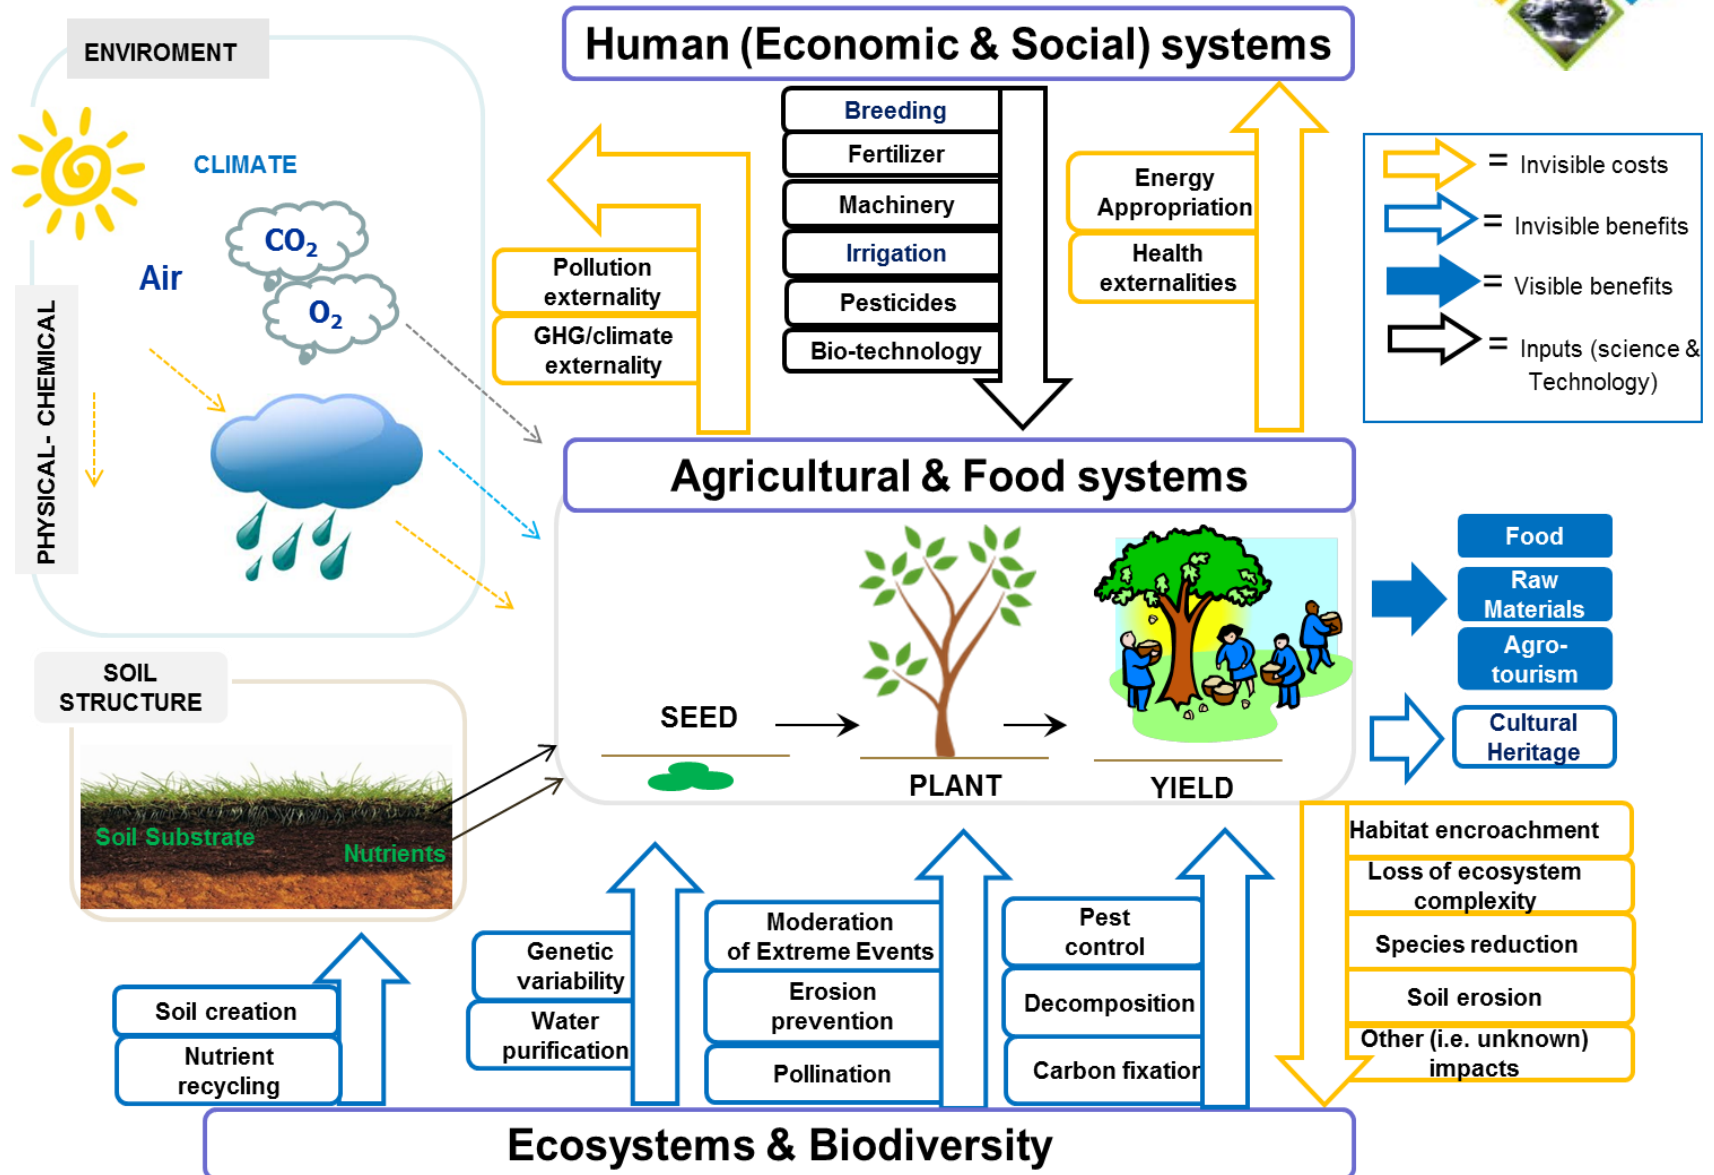 Human (Economic & Social) systems
ENVIROMENT
CLIMATE
CO2
Air
O2
PHYSICAL- CHEMICAL
Pollution
externality
GHG/climate
externality
Breeding
Fertilizer
Machinery
Irrigation
Pesticides
Bio-technology
Energy
Appropriation
Health
externalities
= Invisible costs
= Invisible benefits
= Visible benefits
= Inputs (science &
Technology)
Agricultural & Food systems
SEED
PLANT
YIELD
Food
Raw
Materials
Agro-
tourism
Cultural
Heritage
SOIL
STRUCTURE
Soil Substrate
Nutrients
Soil creation
Nutrient
recycling
Genetic
variability
Water
purification
Moderation
of Extreme Events
Erosion
prevention
Pollination
Pest
control
Decomposition
Carbon fixation
Habitat encroachment
Loss of ecosystem
complexity
Species reduction
Soil erosion
Other (i.e. unknown)
impacts
Ecosystems & Biodiversity